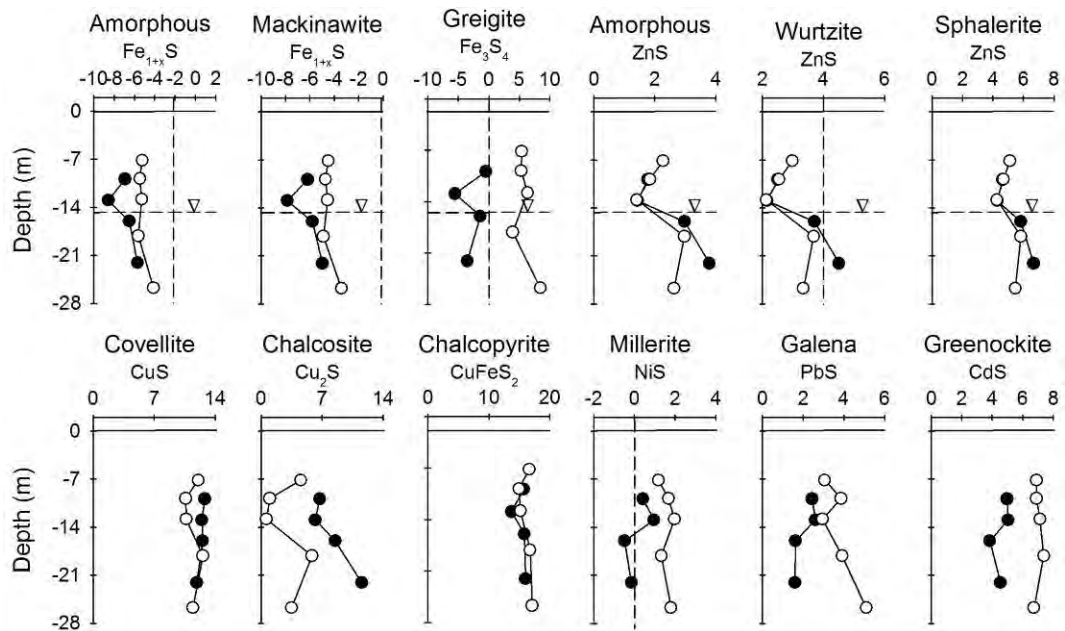 Amorphous Mackinawite Greigite Amorphous Wurtzite Sphalerite
Fe1+xS Fe1+xS Fe3S4 ZnS ZnS ZnS
-10-8-6-4-2 0 2 -10-8 -6 -4 -2 0 -10 -5 0 5 10 0 2 4 2 4 6 0 2 4 6 8
0
-7
-14
-21
-28
Depth (m)
Covellite Chalcosite Chalcopyrite Millerite Galena Greenockite
CuS Cu2S CuFeS2 NiS PbS CdS
0 7 14 0 7 14 0 10 20 -2 0 2 4 0 2 4 6 0 2 4 6 8
0
-7
-14
-21
-28
Depth (m)